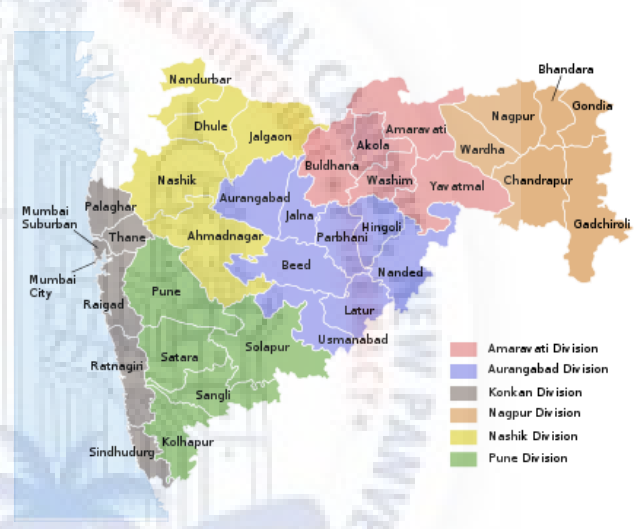 Bhandara
Nandurbar
Gondia
Nagpur
Dhule
Jalgaon
Amaravati
Akola
Wardha
Buldhana
Nashik
Washim
Yavatmal
Chandrapur
Aurangabad
Palaghar
Jalna
Mumbai
Suburban
Hingoli
Gadchiroli
Thane
Ahmadnagar
Parbhani
Beed
Nanded
Mumbai
City
Pune
Raigad
Latur
Usmanabad
Solapur
Satara
Ratnagiri
Sangli
Kolhapur
Sindhudurg
Amaravati Division
Aurangabad Division
Konkan Division
Nagpur Division
Nashik Division
Pune Division